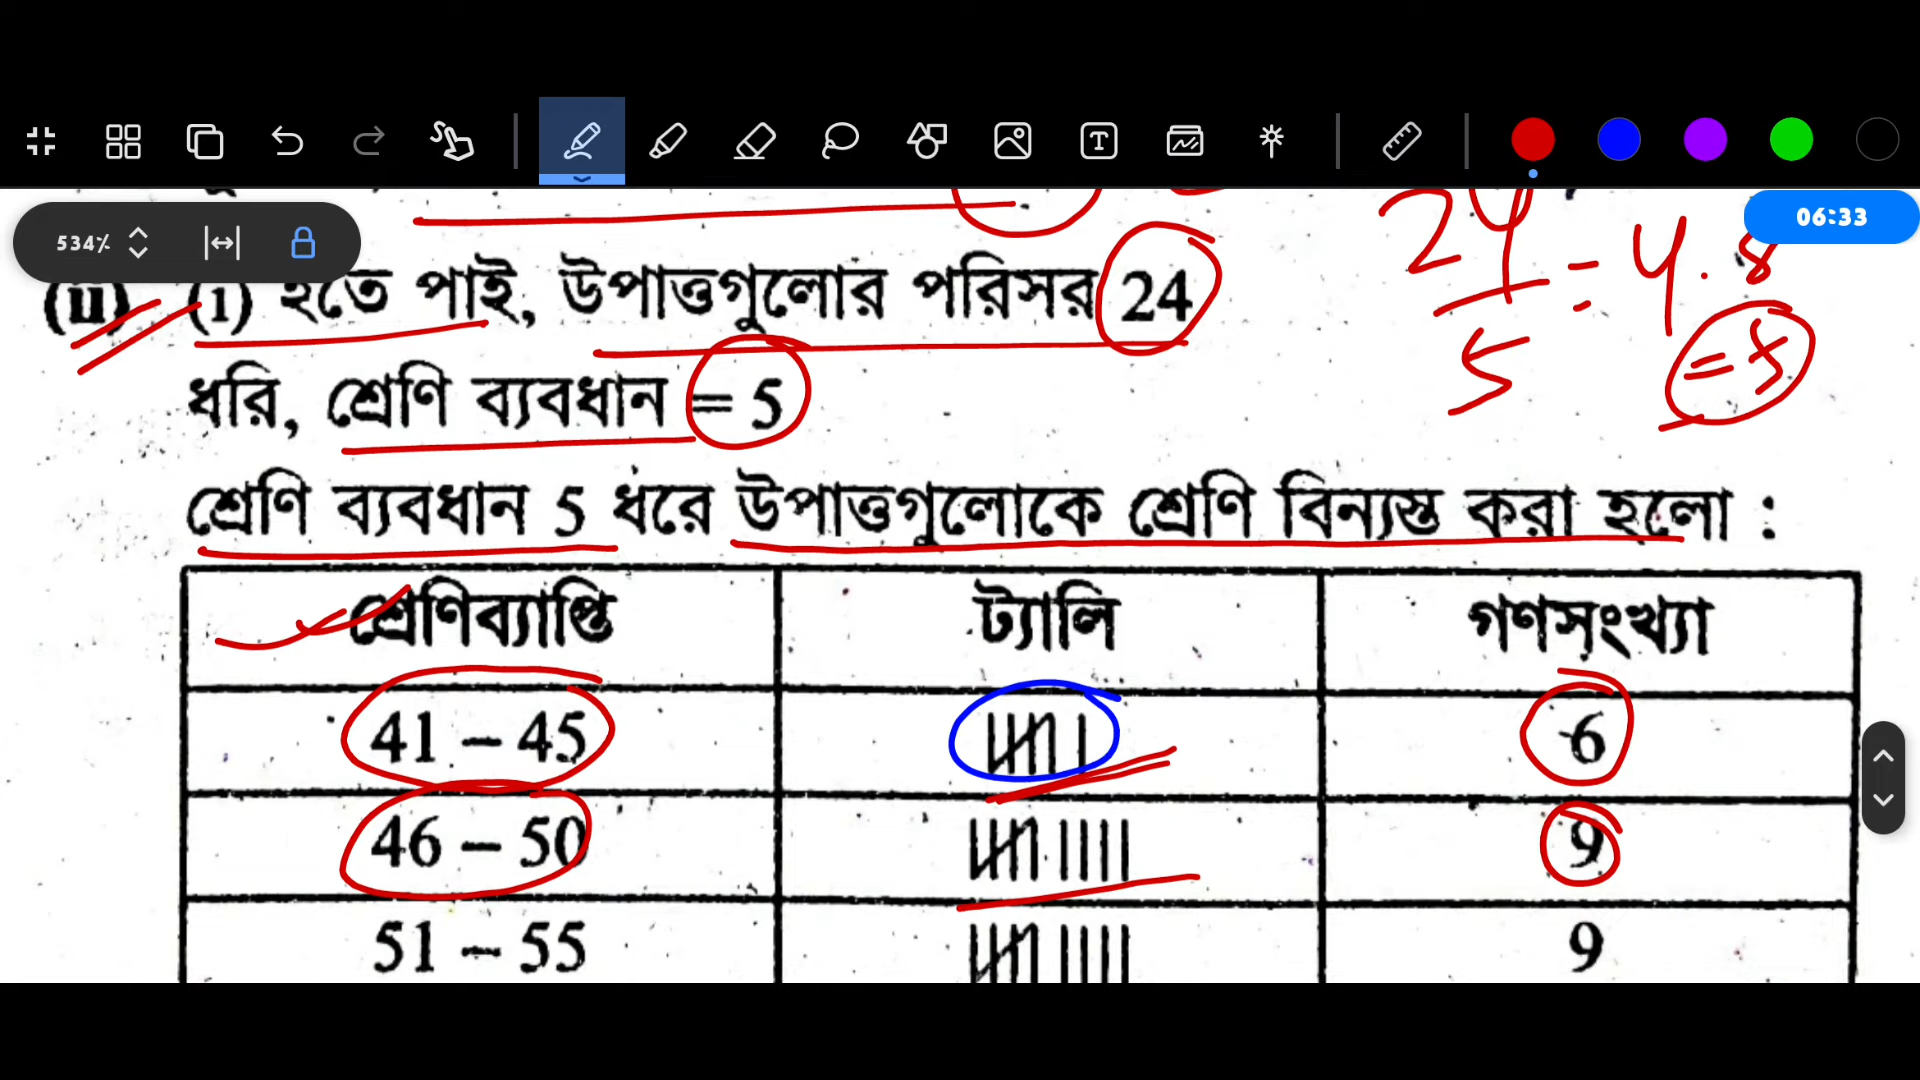 534%
06:33
24/5 = 4.8
= 5
(ii) (i) হতে পাই, উপাত্তগুলোর পরিসর 24
ধরি, শ্রেণি ব্যবধান = 5
শ্রেণি ব্যবধান 5 ধরে উপাত্তগুলোকে শ্রেণি বিন্যস্ত করা হলো :
শ্রেণিব্যাপ্তি ট্যালি গণসংখ্যা
41 – 45 6
46 – 50 9
51 – 55 9